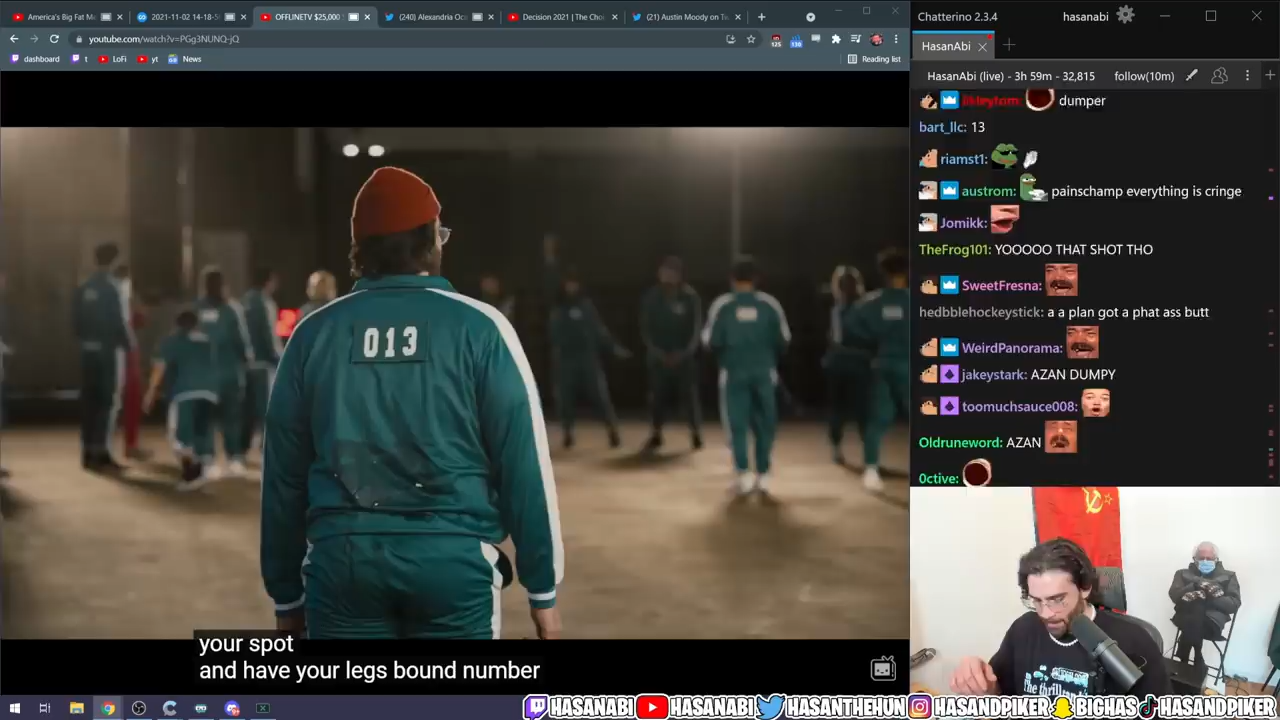 America's Big Fat M
2021-11-02 14-18-5
OFFLINETV $25,000
(240) Alexandria Oc
Decision 2021 | The Cho
(21) Austin Moody on Tw
youtube.com/watch?v=PGg3NUNQ-jQ
125
130
dashboard
t
LoFi
yt
News
Reading list
013
your spot
and have your legs bound number
Chatterino 2.3.4
hasanabi
HasanAbi
HasanAbi (live) - 3h 59m - 32,815
follow(10m)
dumper
bart_llc: 13
riamst1:
austrom: painschamp everything is cringe
Jomikk:
TheFrog101: YOOOOO THAT SHOT THO
SweetFresna:
hedbblehockeystick: a a plan got a phat ass butt
WeirdPanorama:
jakeystark: AZAN DUMPY
toomuchsauce008:
Oldruneword: AZAN
0ctive:
HASANABI HASANABI HASANTHEHUN HASANDPIKER BIGHAS HASANDPIKER